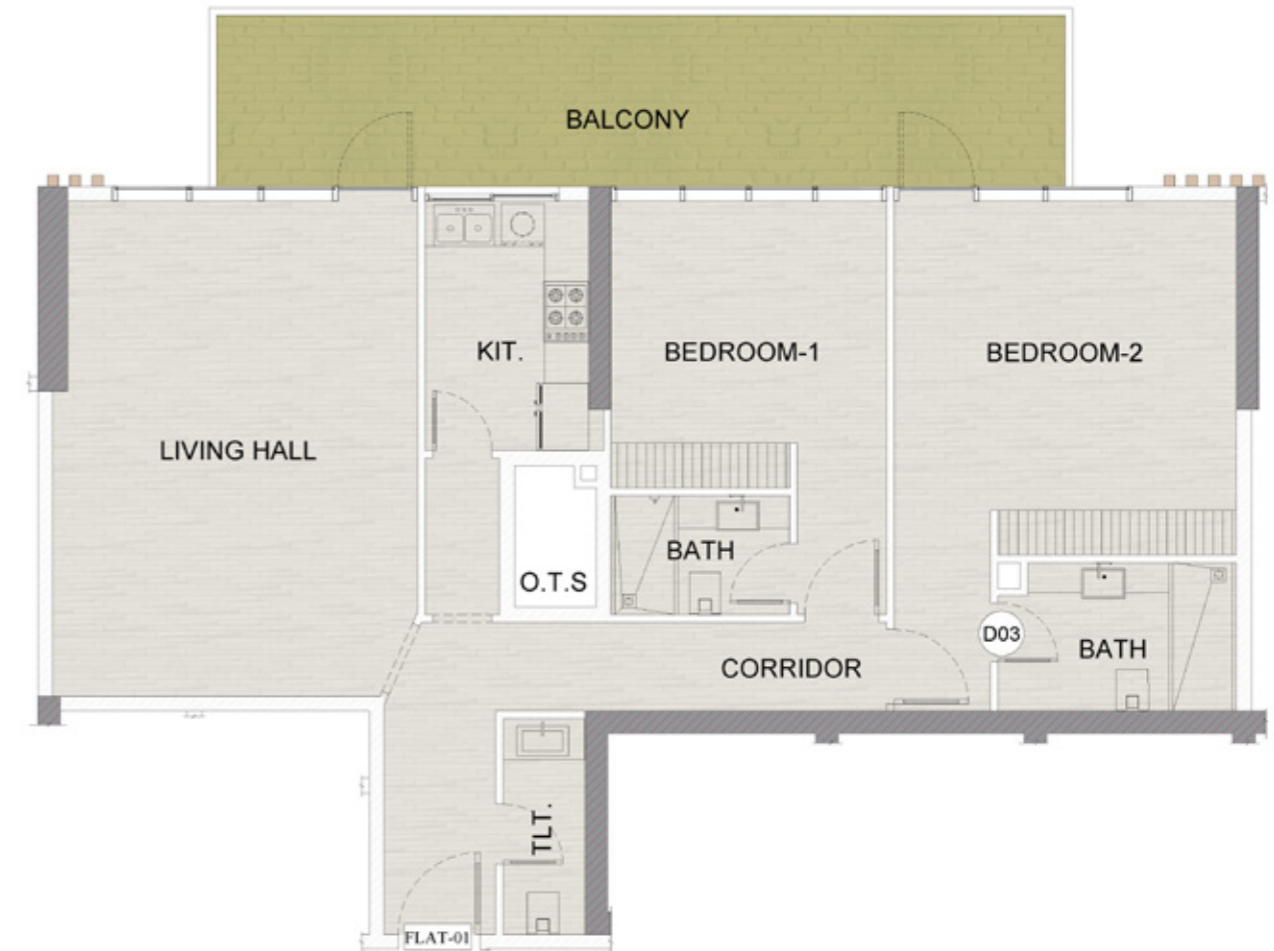 BALCONY
KIT.
BEDROOM-1
BEDROOM-2
LIVING HALL
BATH
O.T.S
D03
BATH
CORRIDOR
TLT.
FLAT-01